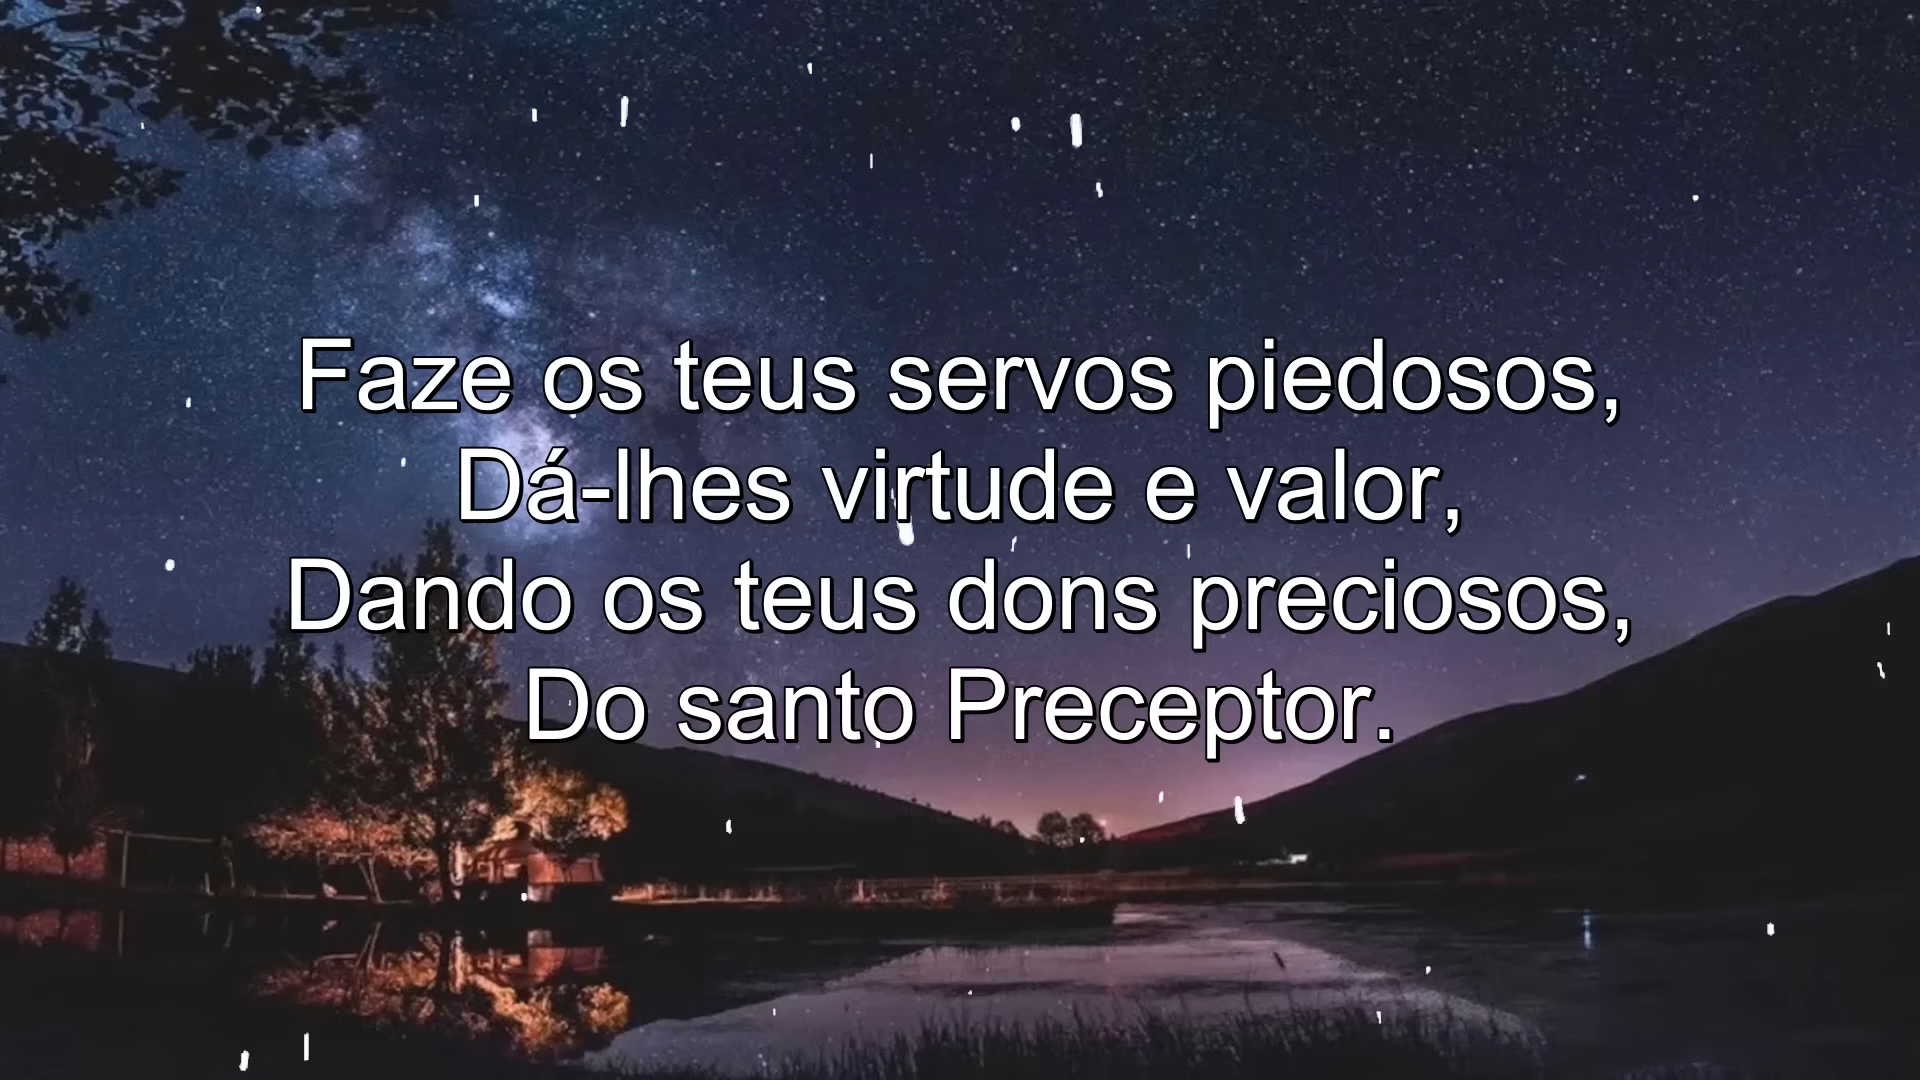 Faze os teus servos piedosos,
Dá-lhes virtude e valor,
Dando os teus dons preciosos,
Do santo Preceptor.